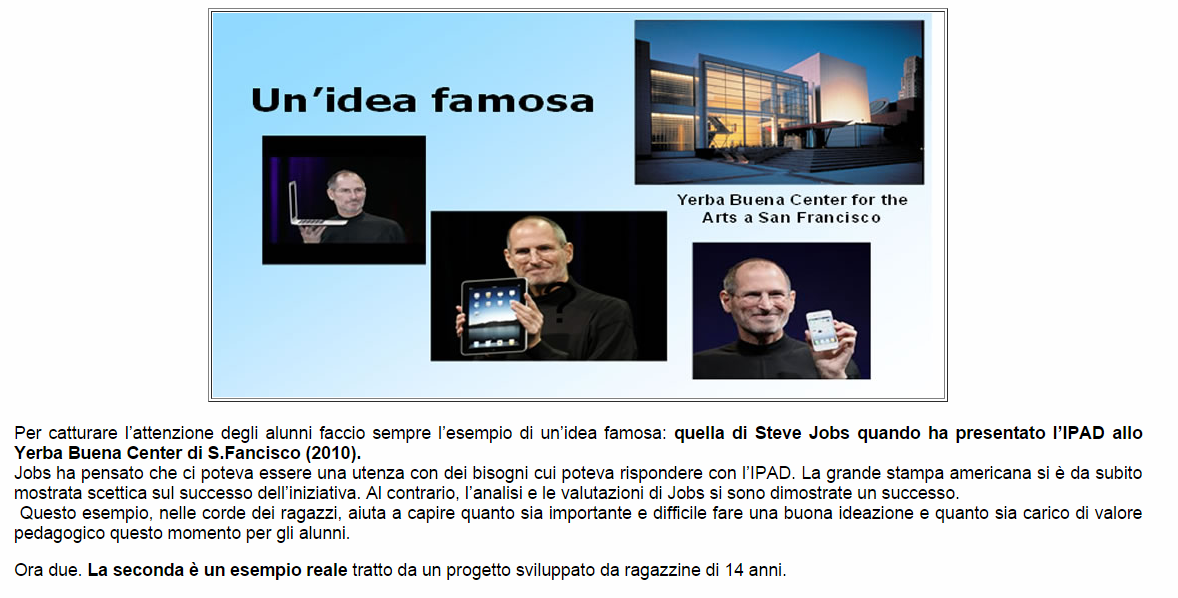 Un'idea famosa
Yerba Buena Center for the
Arts a San Francisco
Per catturare l'attenzione degli alunni faccio sempre l'esempio di un'idea famosa: quella di Steve Jobs quando ha presentato l'IPAD allo
Yerba Buena Center di S.Fancisco (2010).
Jobs ha pensato che ci poteva essere una utenza con dei bisogni cui poteva rispondere con l'IPAD. La grande stampa americana si è da subito
mostrata scettica sul successo dell'iniziativa. Al contrario, l'analisi e le valutazioni di Jobs si sono dimostrate un successo.
Questo esempio, nelle corde dei ragazzi, aiuta a capire quanto sia importante e difficile fare una buona ideazione e quanto sia carico di valore
pedagogico questo momento per gli alunni.
Ora due. La seconda è un esempio reale tratto da un progetto sviluppato da ragazzine di 14 anni.